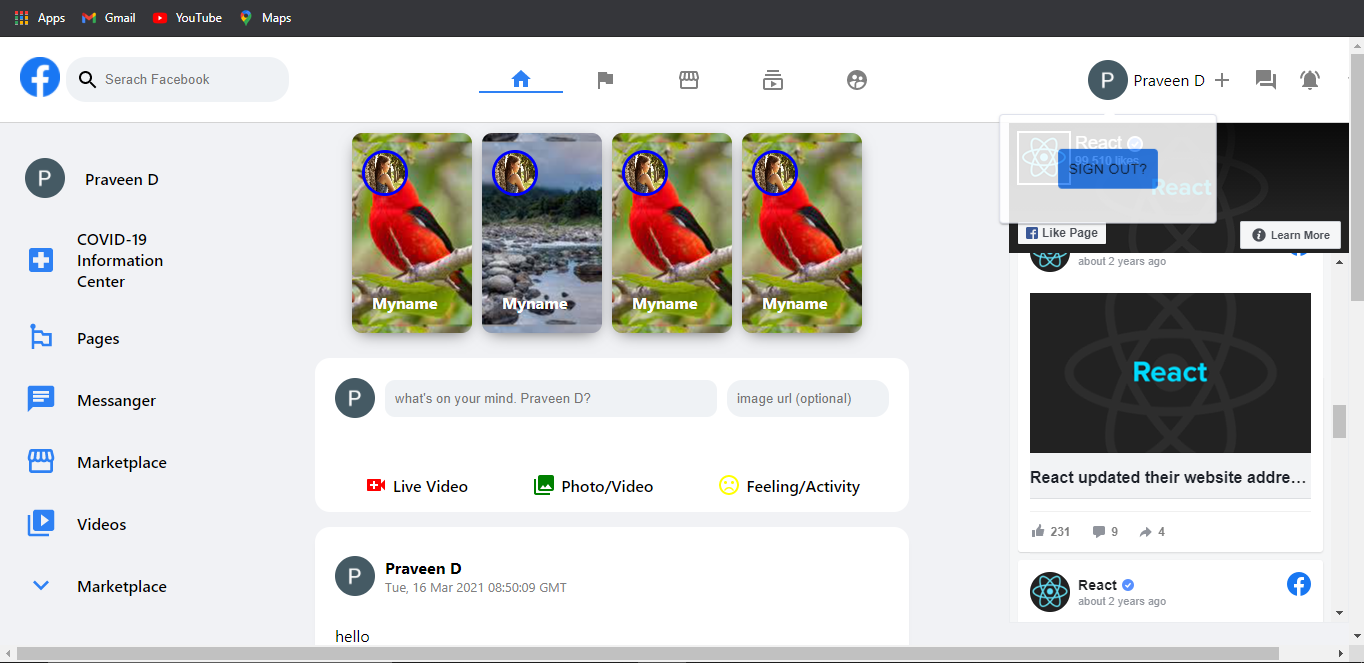 Apps Gmail YouTube Maps
Serach Facebook
P Praveen D
P Praveen D
COVID-19
Information
Center
Pages
Messanger
Marketplace
Videos
Marketplace
Myname Myname Myname Myname
P what's on your mind. Praveen D? image url (optional)
Live Video Photo/Video Feeling/Activity
P Praveen D
Tue, 16 Mar 2021 08:50:09 GMT
hello
React
99,510 likes
SIGN OUT?
React
Like Page Learn More
about 2 years ago
React
React updated their website addre…
231 9 4
React
about 2 years ago